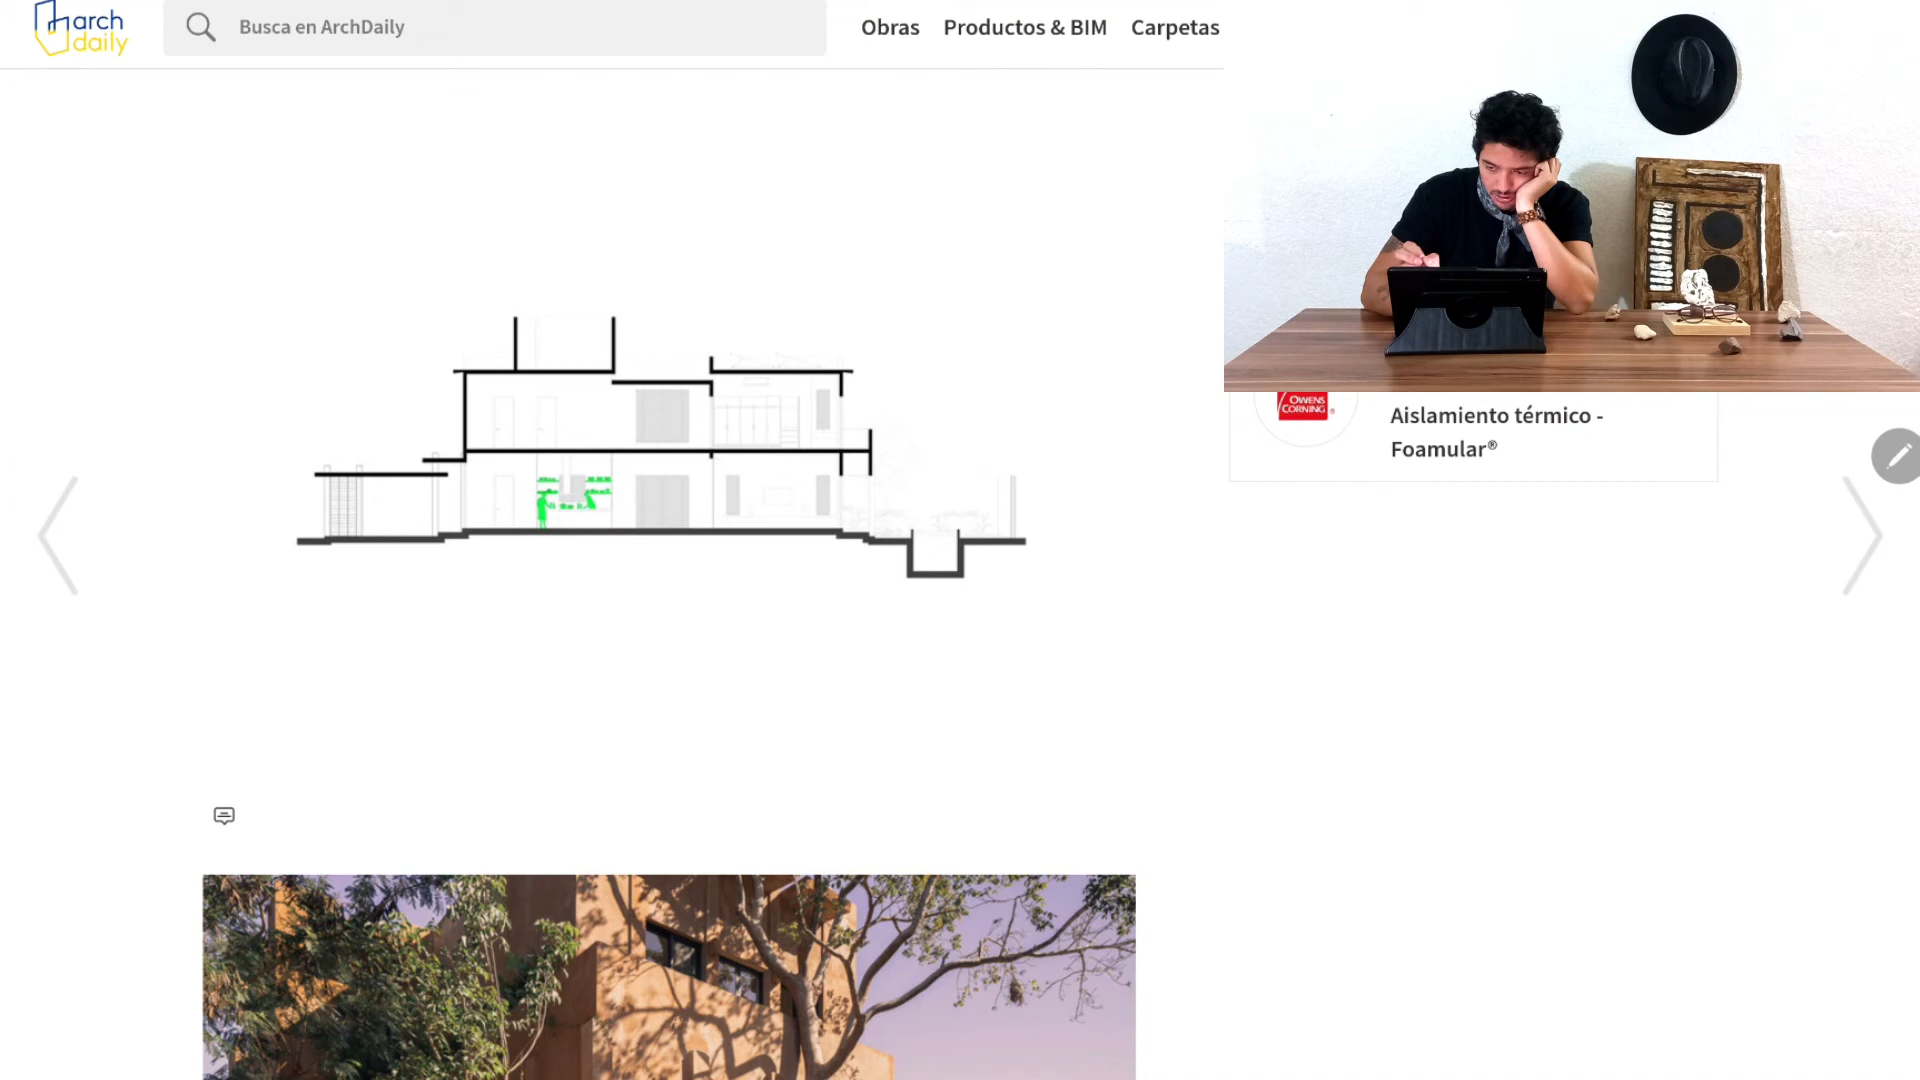 arch
daily
Busca en ArchDaily
Obras
Productos & BIM
Carpetas
OWENS
CORNING
Aislamiento térmico -
Foamular®